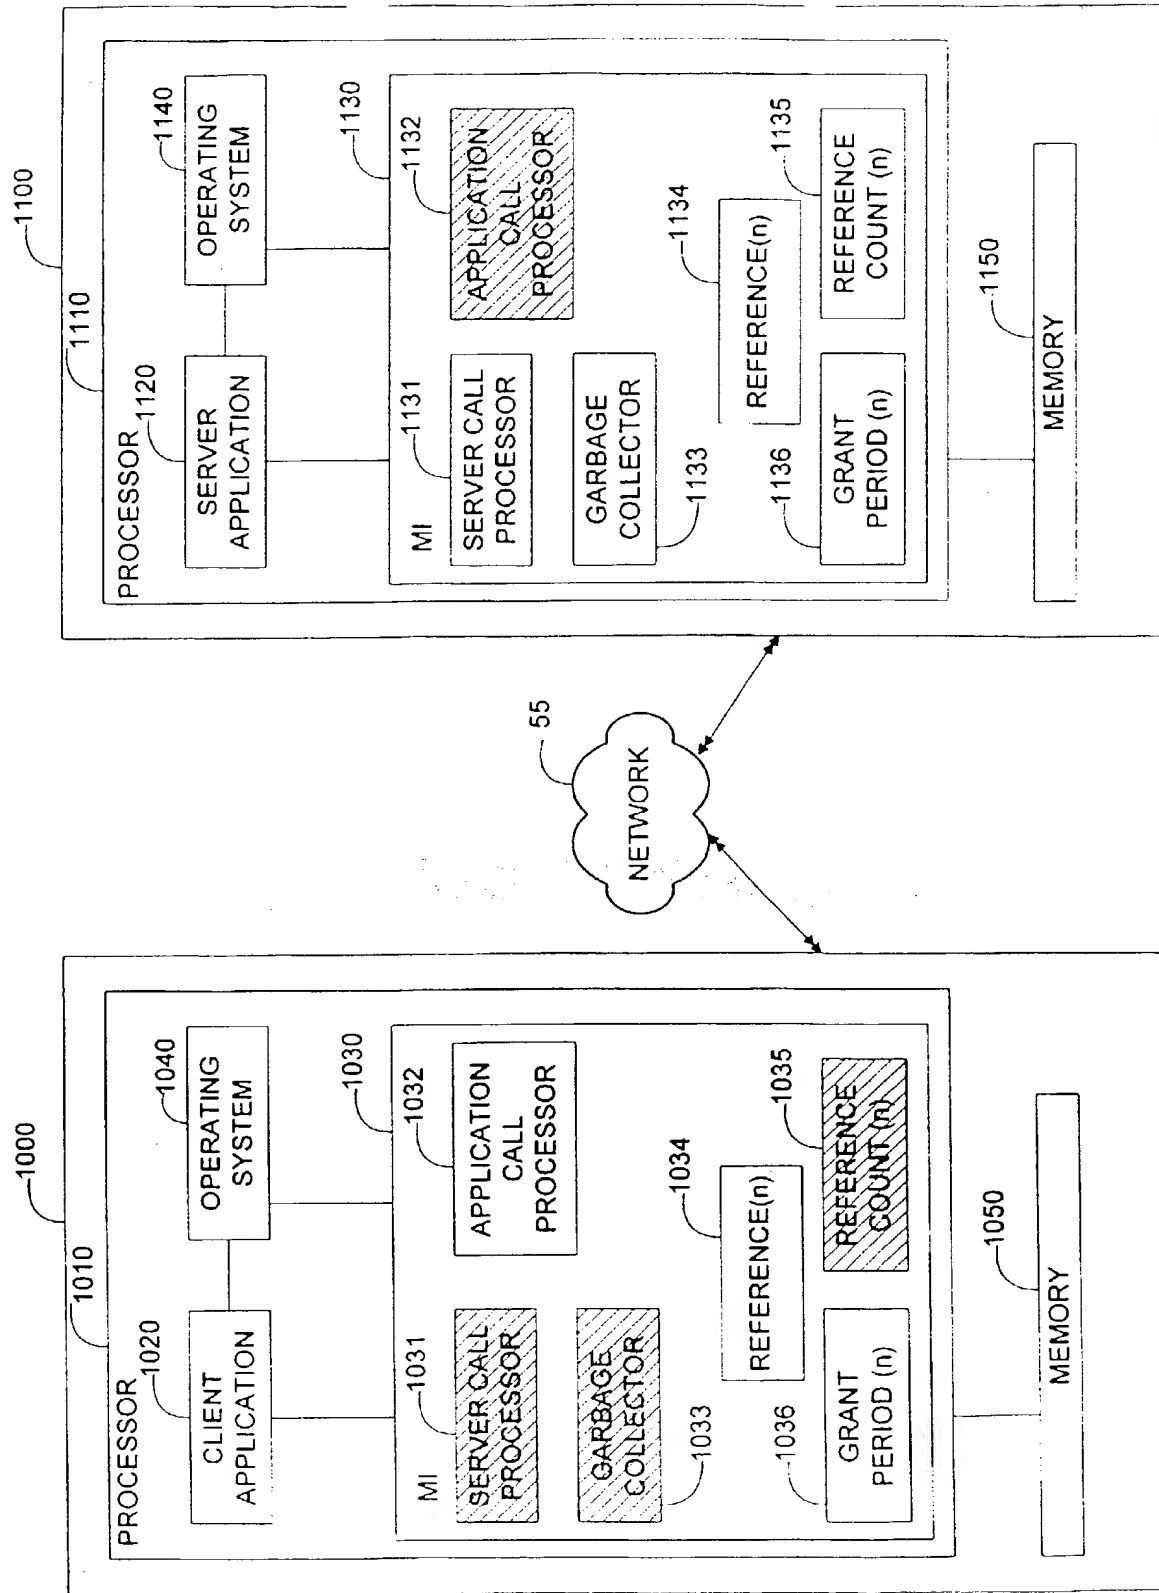 1000
1010
PROCESSOR
1020
CLIENT
APPLICATION
1040
OPERATING
SYSTEM
1030
MI
1031
SERVER CALL
PROCESSOR
1032
APPLICATION
CALL
PROCESSOR
GARBAGE
COLLECTOR
1033
1034
REFERENCE(n)
1036
GRANT
PERIOD (n)
1035
REFERENCE
COUNT (n)
1050
MEMORY
55
NETWORK
1100
1110
PROCESSOR
1120
SERVER
APPLICATION
1140
OPERATING
SYSTEM
1130
MI
1131
SERVER CALL
PROCESSOR
1132
APPLICATION
CALL
PROCESSOR
GARBAGE
COLLECTOR
1133
1134
REFERENCE(n)
1136
GRANT
PERIOD (n)
1135
REFERENCE
COUNT (n)
1150
MEMORY